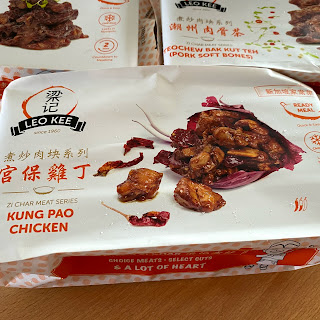 LEO KEE
2
潮州肉骨茶
TEOCHEW BAK KUT TEH
(PORK SOFT BONES)
梁记
LEO KEE
since 1962
煮炒肉块系列
宫保雞丁
ZI CHAR MEAT SERIES
KUNG PAO
CHICKEN
READY MEAL
CHOICE MEATS • SELECT CUTS
& A LOT OF HEART